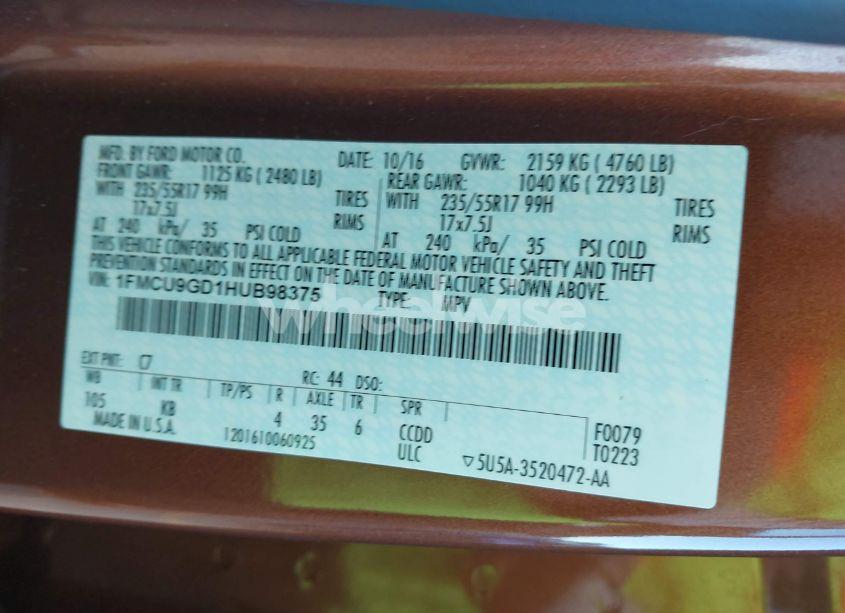 MFD. BY FORD MOTOR CO. DATE: 10/16 GVWR: 2159 KG ( 4760 LB)
FRONT GAWR: 1125 KG ( 2480 LB) REAR GAWR: 1040 KG ( 2293 LB)
WITH 235/55R17 99H TIRES WITH 235/55R17 99H TIRES
17x7.5J RIMS 17x7.5J RIMS
AT 240 kPa/ 35 PSI COLD AT 240 kPa/ 35 PSI COLD
THIS VEHICLE CONFORMS TO ALL APPLICABLE FEDERAL MOTOR VEHICLE SAFETY AND THEFT
PREVENTION STANDARDS IN EFFECT ON THE DATE OF MANUFACTURE SHOWN ABOVE.
VIN: 1FMCU9GD1HUB98375 TYPE: MPV
wheelwise
EXT PNT: C7 RC: 44 DSO:
WB INT TR TP/PS R AXLE TR SPR
105 KB 4 35 6 CCDD F0079
MADE IN U.S.A. 1201610060925 ULC ▽5U5A-3520472-AA T0223